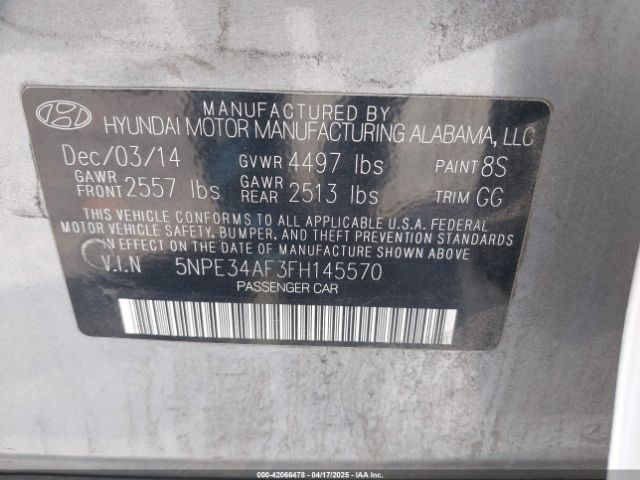 MANUFACTURED BY
HYUNDAI MOTOR MANUFACTURING ALABAMA, LLC
Dec/03/14 GVWR 4497 lbs PAINT 8S
GAWR FRONT 2557 lbs GAWR REAR 2513 lbs TRIM GG
THIS VEHICLE CONFORMS TO ALL APPLICABLE U.S.A. FEDERAL
MOTOR VEHICLE SAFETY, BUMPER, AND THEFT PREVENTION STANDARDS
IN EFFECT ON THE DATE OF MANUFACTURE SHOWN ABOVE.
V.I.N 5NPE34AF3FH145570
PASSENGER CAR
000-42066478 - 04/17/2025 - IAAI.COM